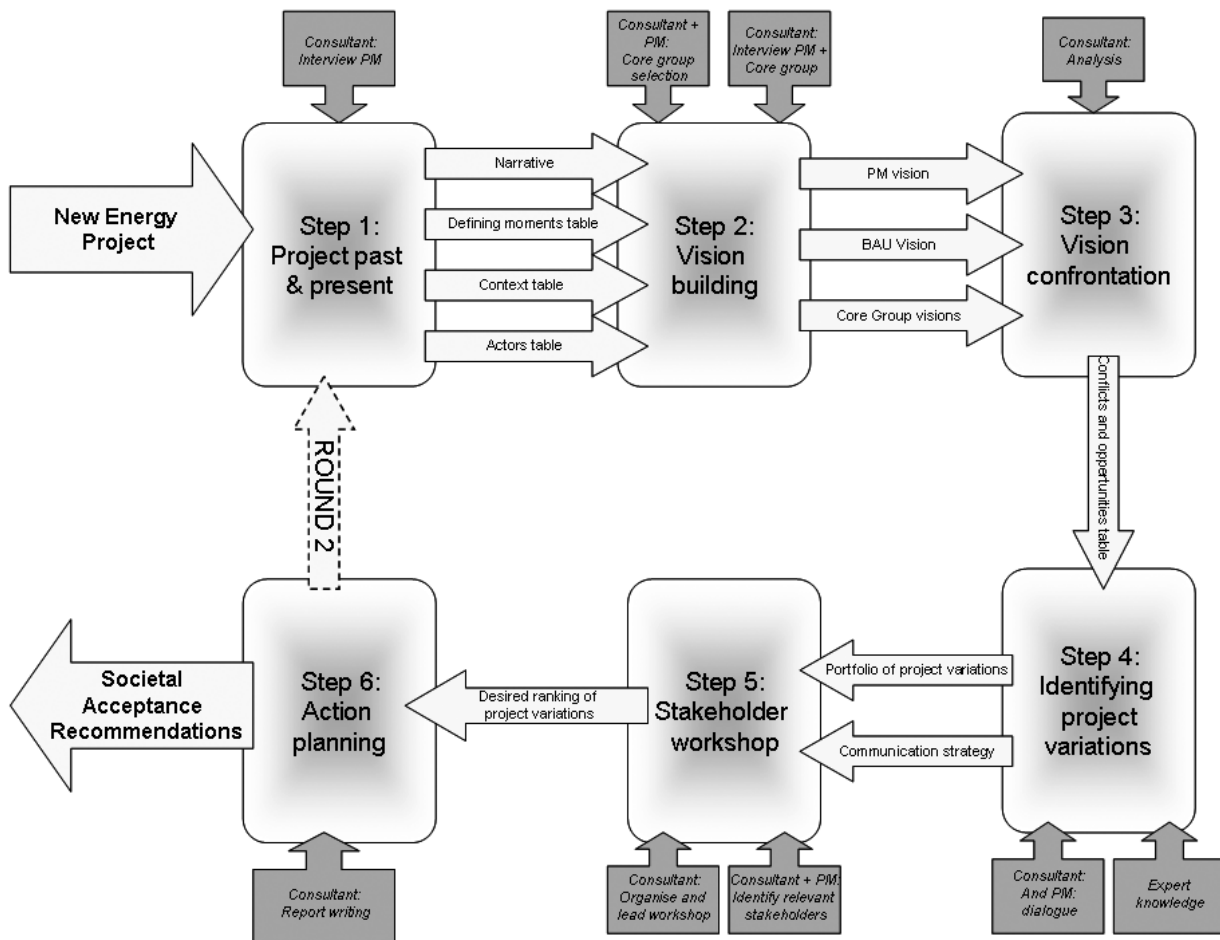 Consultant:
Interview PM
Consultant +
PM:
Core group
selection
Consultant:
Interview PM +
Core group
Consultant:
Analysis
New Energy
Project
Step 1:
Project past
& present
Narrative
Defining moments table
Context table
Actors table
Step 2:
Vision
building
PM vision
BAU Vision
Core Group visions
Step 3:
Vision
confrontation
Conflicts and oppertunities table
ROUND 2
Societal
Acceptance
Recommendations
Step 6:
Action
planning
Desired ranking of
project variations
Step 5:
Stakeholder
workshop
Portfolio of project variations
Communication strategy
Step 4:
Identifying
project
variations
Consultant:
Report writing
Consultant:
Organise and
lead workshop
Consultant + PM:
Identify relevant
stakeholders
Consultant:
And PM:
dialogue
Expert
knowledge